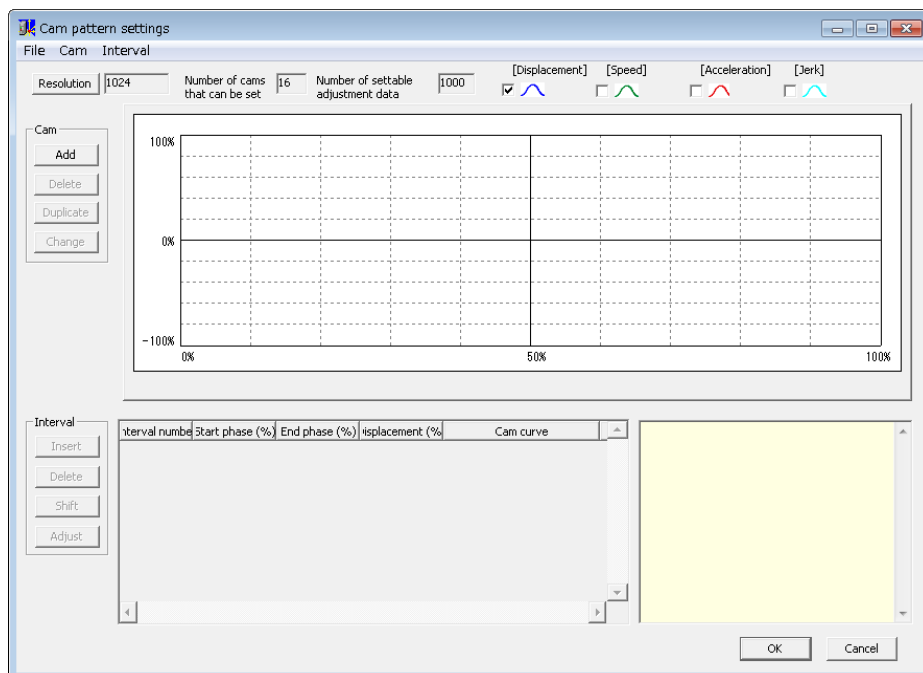 Cam pattern settings
File Cam Interval
[Displacement] [Speed] [Acceleration] [Jerk]
Resolution 1024 Number of cams that can be set 16 Number of settable adjustment data 1000
Cam
Add
Delete
Duplicate
Change
100%
0%
-100%
0% 50% 100%
Interval
Insert
Delete
Shift
Adjust
nterval numbe Start phase (%) End phase (%) isplacement (% Cam curve
OK Cancel